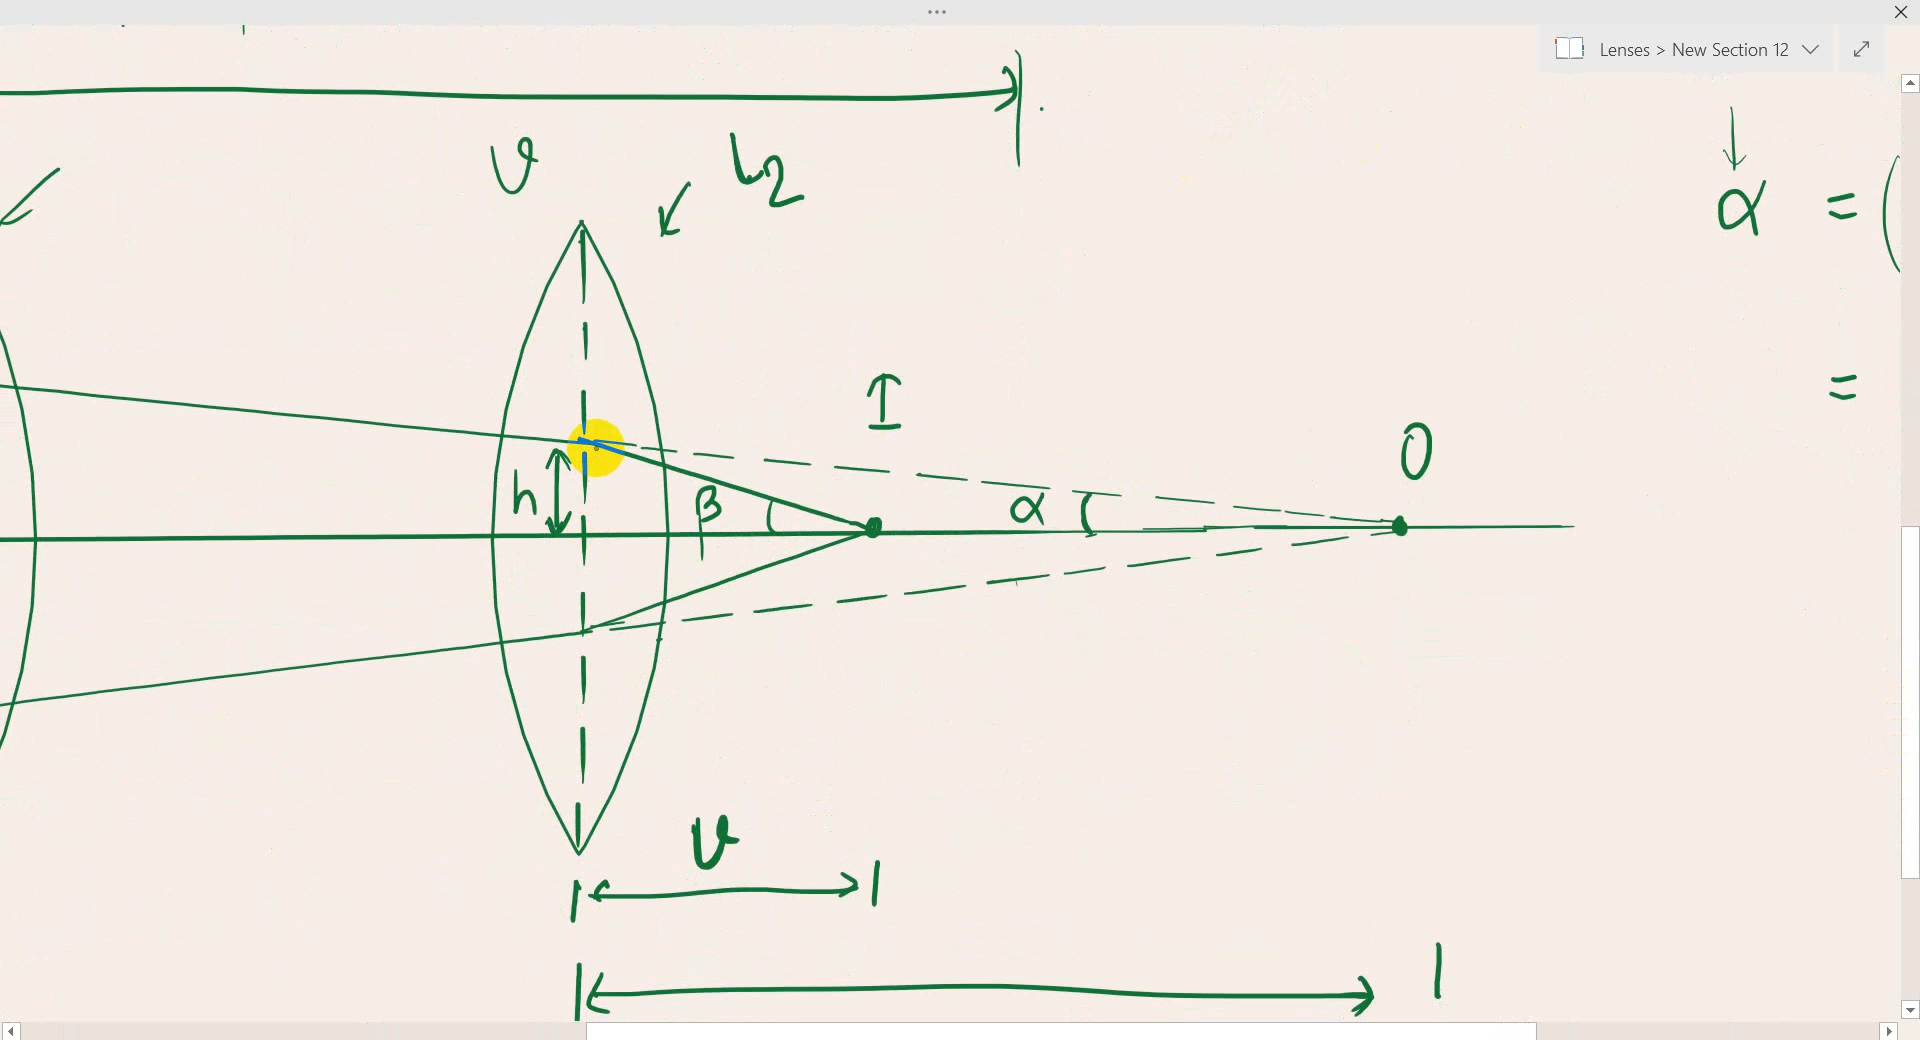 Lenses > New Section 12
v L2
α = (
I
=
O
h β α
v